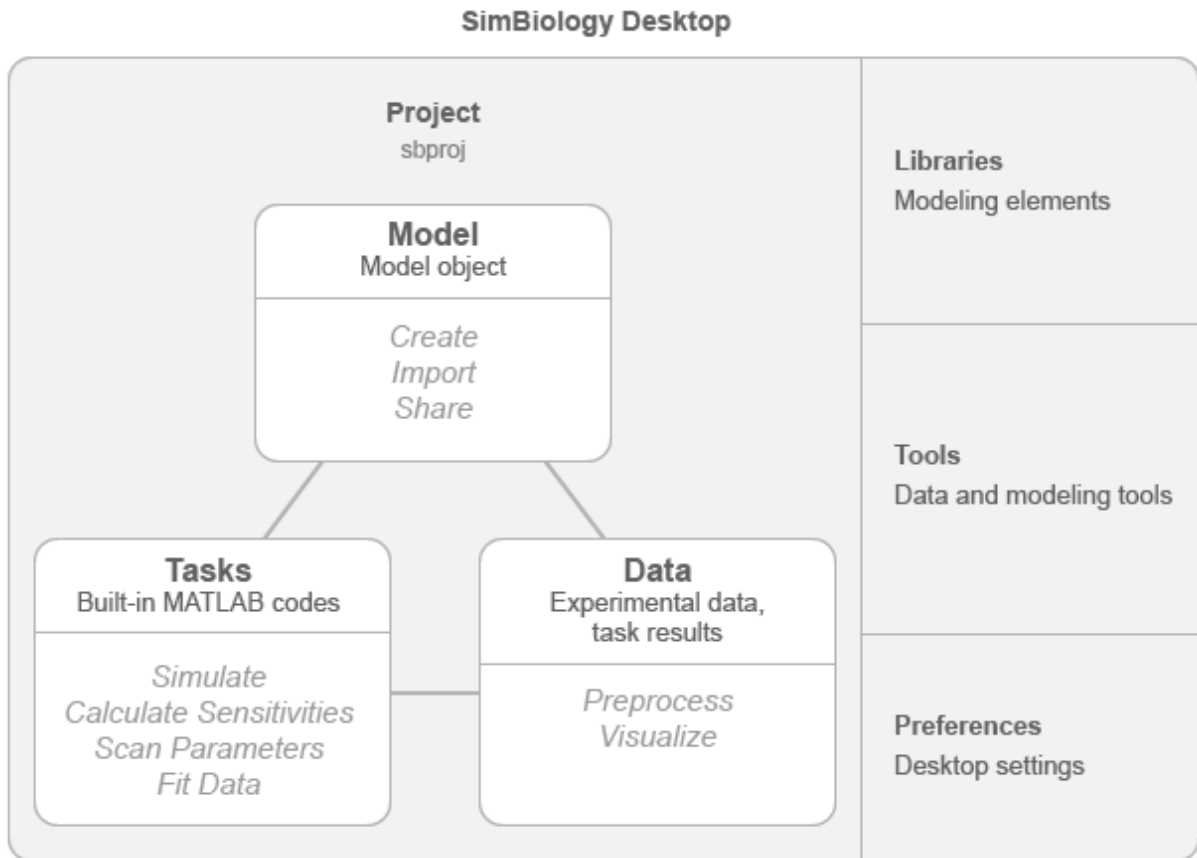 SimBiology Desktop
Project
sbproj
Model
Model object
Create
Import
Share
Tasks
Built-in MATLAB codes
Simulate
Calculate Sensitivities
Scan Parameters
Fit Data
Data
Experimental data,
task results
Preprocess
Visualize
Libraries
Modeling elements
Tools
Data and modeling tools
Preferences
Desktop settings